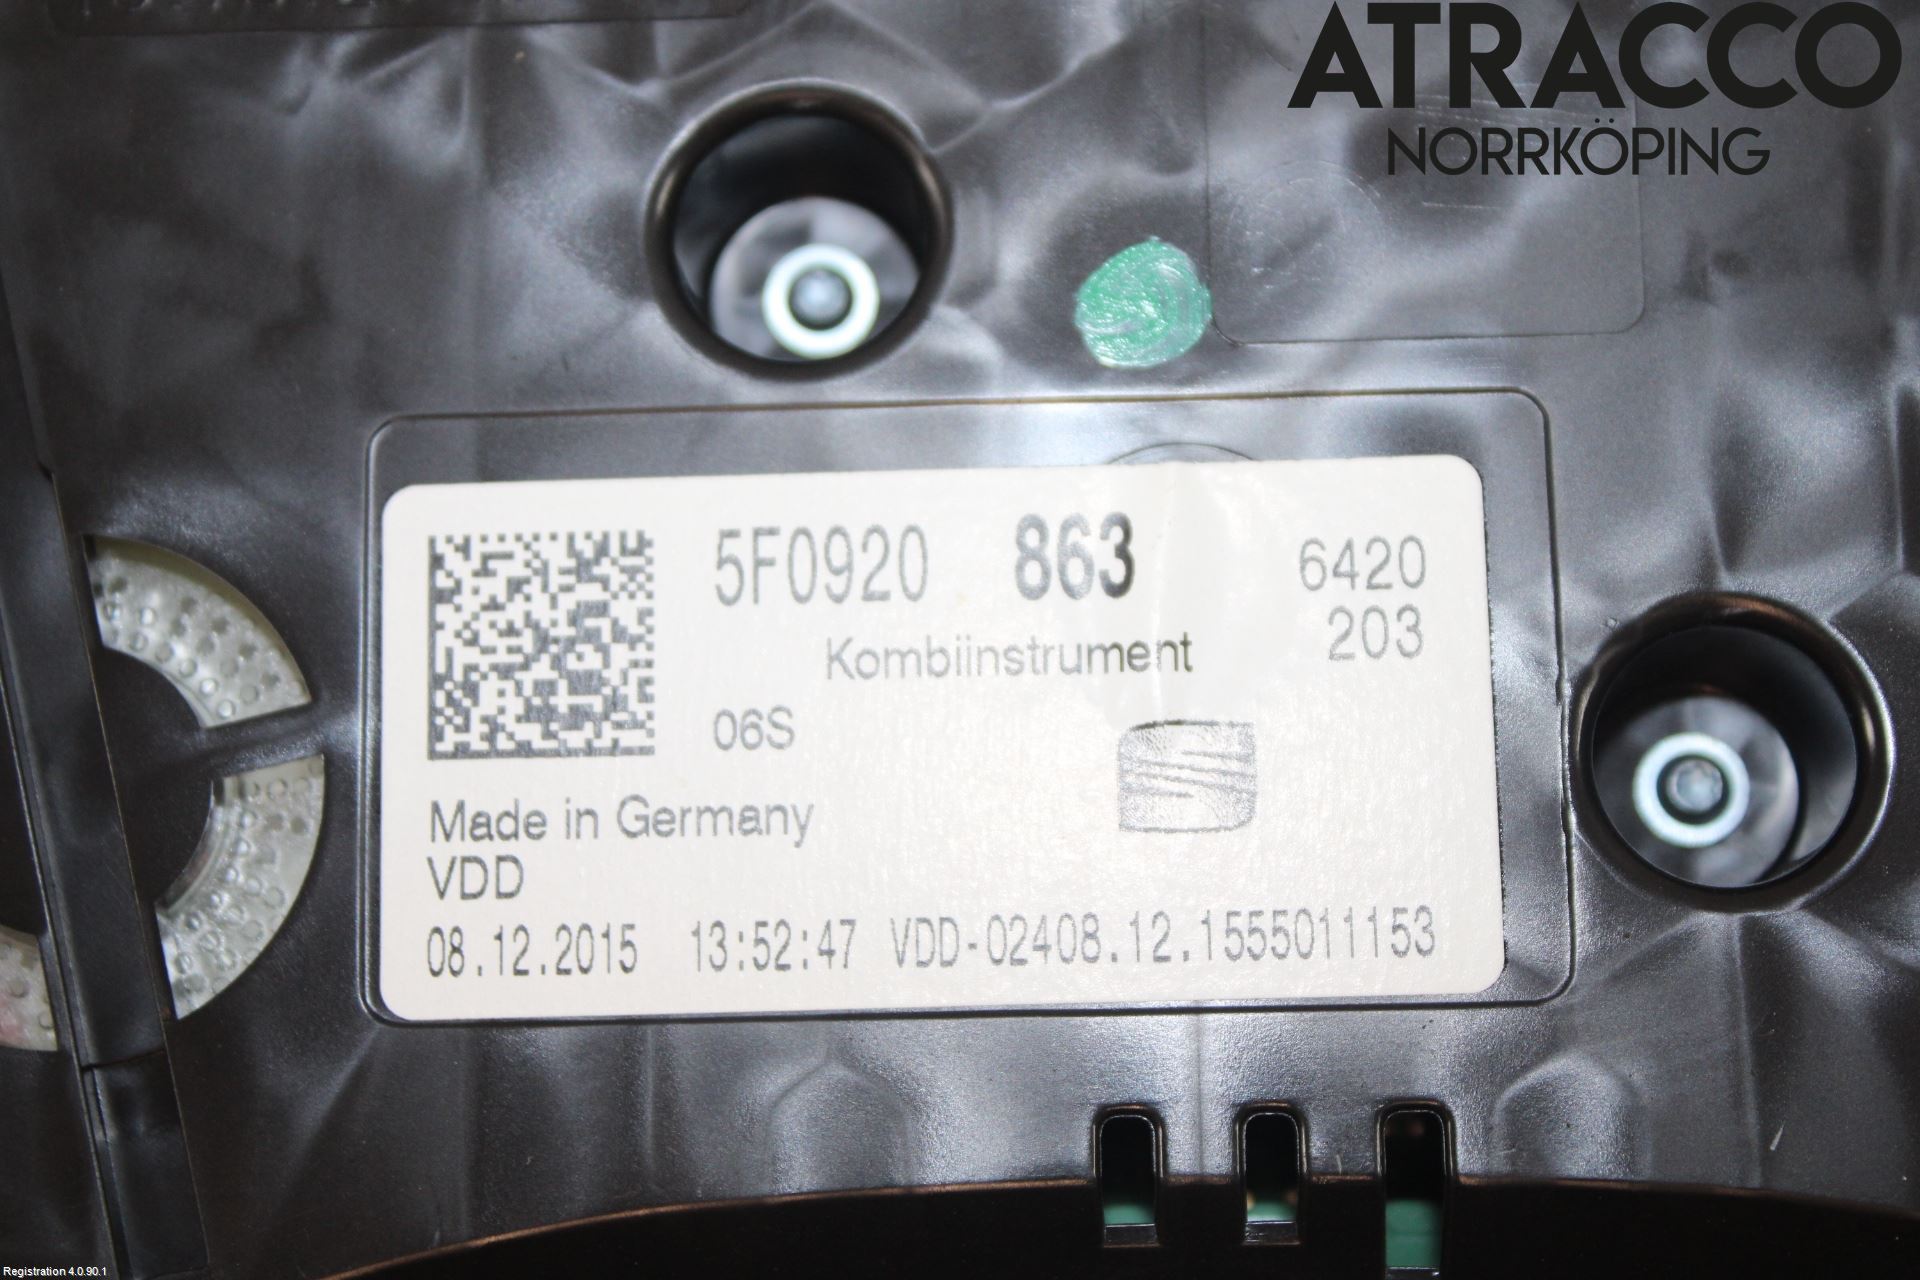 ATRACCO
NORRKÖPING
5F0920 863 6420
Kombiinstrument 203
06S
Made in Germany
VDD
08.12.2015 13:52:47 VDD-02408.12.1555011153
Registration 4.0.90.1